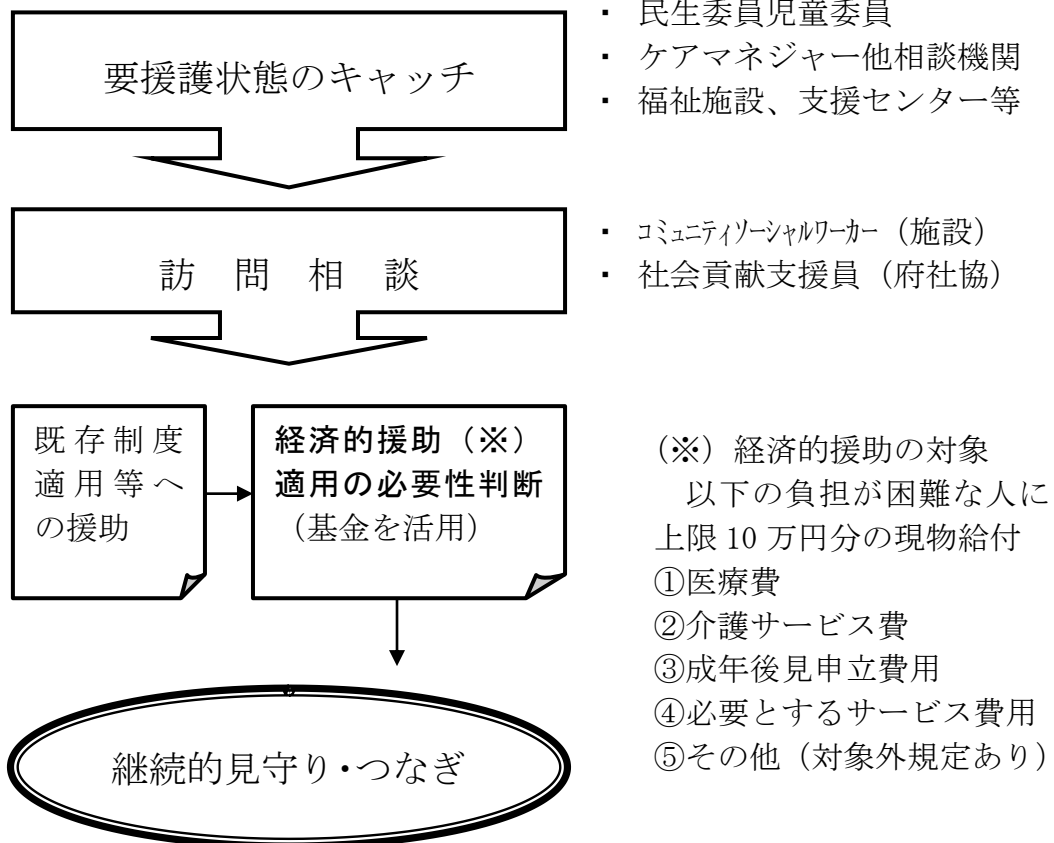 ・ 民生委員児童委員
要援護状態のキャッチ
・ ケアマネジャー他相談機関
・ 福祉施設、支援センター等
訪 問 相 談
・ コミュニティソーシャルワーカー（施設）
・ 社会貢献支援員（府社協）
既存制度
適用等へ
の援助
経済的援助（※）
適用の必要性判断
（基金を活用）
（※）経済的援助の対象
以下の負担が困難な人に
上限 10 万円分の現物給付
①医療費
②介護サービス費
③成年後見申立費用
④必要とするサービス費用
⑤その他（対象外規定あり）
継続的見守り・つなぎ